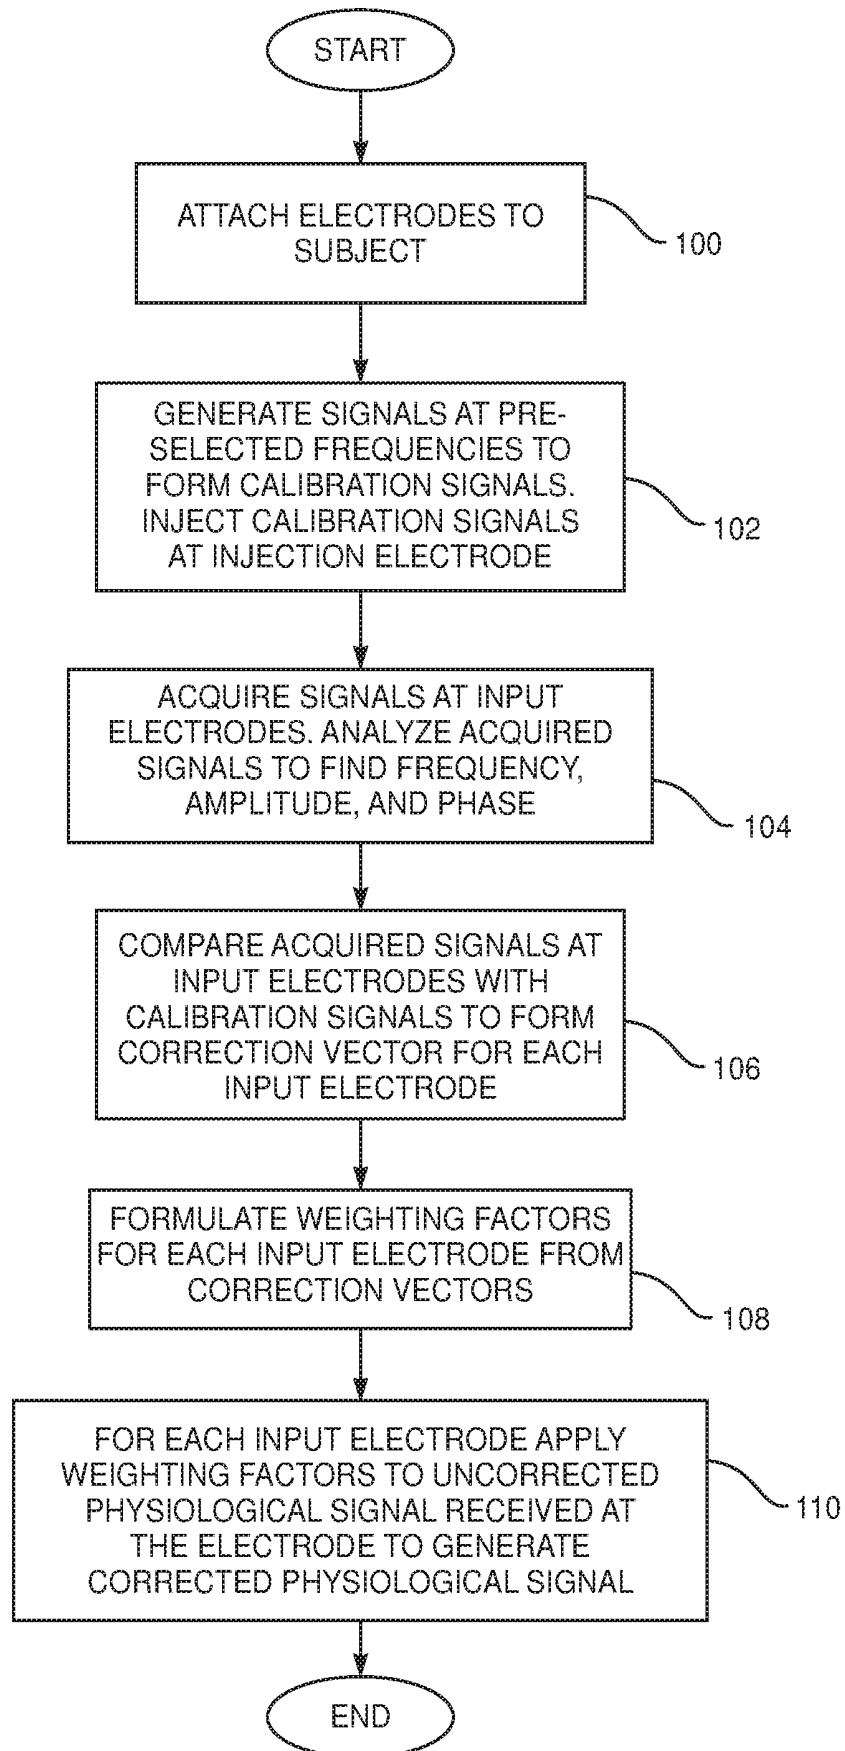 START
ATTACH ELECTRODES TO
SUBJECT
100
GENERATE SIGNALS AT PRE-
SELECTED FREQUENCIES TO
FORM CALIBRATION SIGNALS.
INJECT CALIBRATION SIGNALS
AT INJECTION ELECTRODE
102
ACQUIRE SIGNALS AT INPUT
ELECTRODES. ANALYZE ACQUIRED
SIGNALS TO FIND FREQUENCY,
AMPLITUDE, AND PHASE
104
COMPARE ACQUIRED SIGNALS AT
INPUT ELECTRODES WITH
CALIBRATION SIGNALS TO FORM
CORRECTION VECTOR FOR EACH
INPUT ELECTRODE
106
FORMULATE WEIGHTING FACTORS
FOR EACH INPUT ELECTRODE FROM
CORRECTION VECTORS
108
FOR EACH INPUT ELECTRODE APPLY
WEIGHTING FACTORS TO UNCORRECTED
PHYSIOLOGICAL SIGNAL RECEIVED AT
THE ELECTRODE TO GENERATE
CORRECTED PHYSIOLOGICAL SIGNAL
110
END